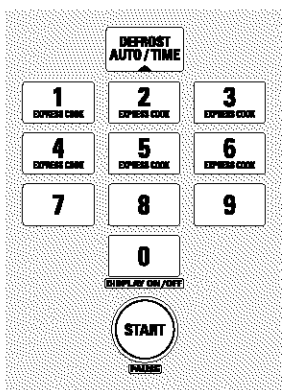 DEFROST
AUTO/TIME
1 2 3
EXPRESS COOK EXPRESS COOK EXPRESS COOK
4 5 6
EXPRESS COOK EXPRESS COOK EXPRESS COOK
7 8 9
0
DISPLAY ON/OFF
START
PAUSE